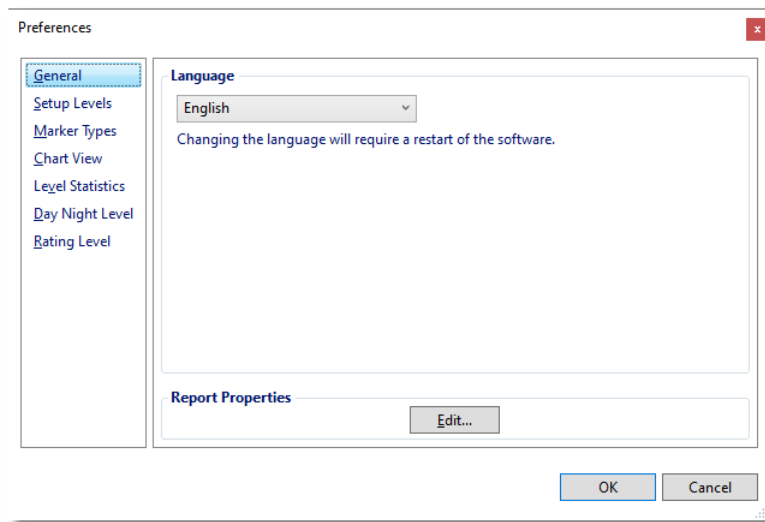 Preferences
x
General
Setup Levels
Marker Types
Chart View
Level Statistics
Day Night Level
Rating Level
Language
English
Changing the language will require a restart of the software.
Report Properties
Edit...
OK
Cancel